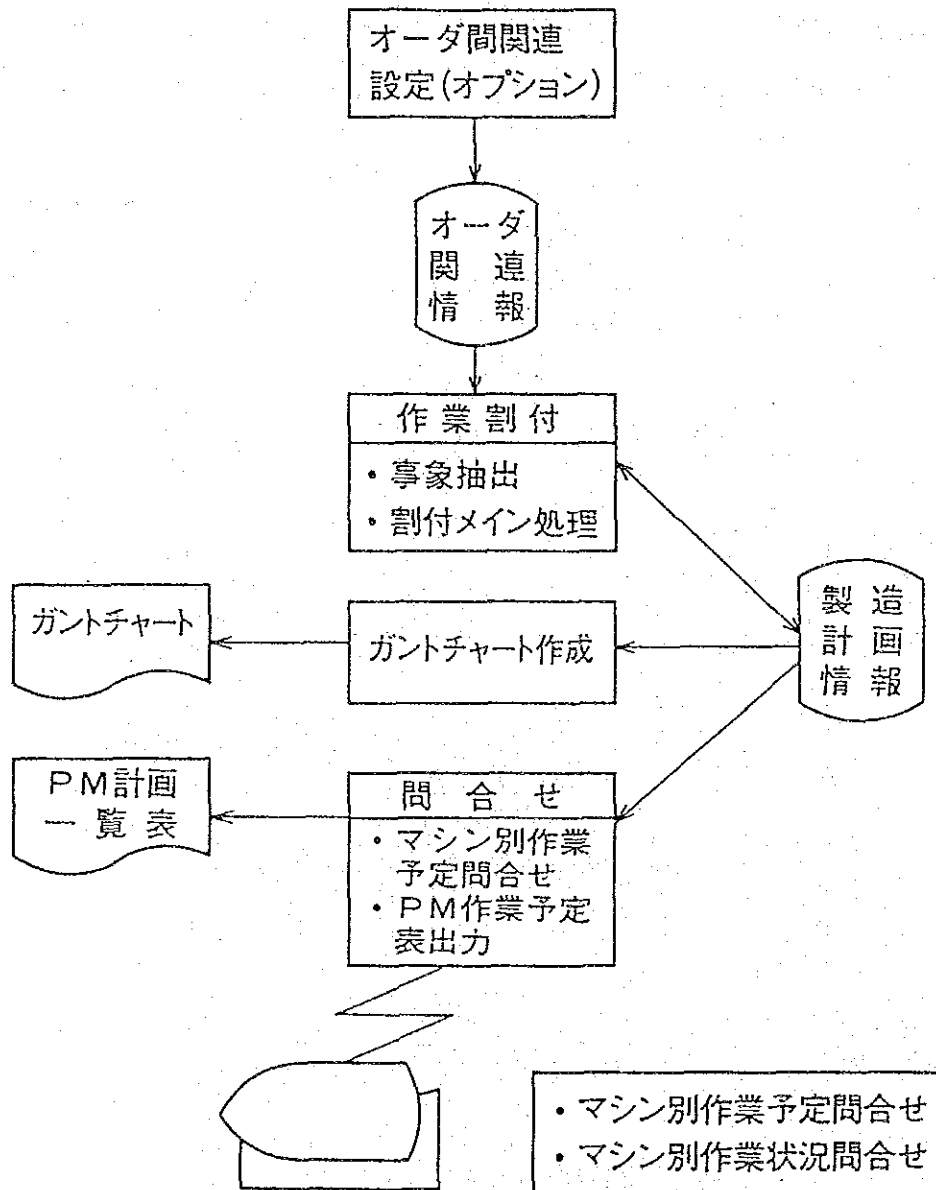 オーダ間関連
設定(オプション)
オーダ
関連
情報
作業割付
・事象抽出
・割付メイン処理
ガントチャート
ガントチャート作成
製造
計画
情報
PM計画
一覧表
問合せ
・マシン別作業
予定問合せ
・PM作業予定
表出力
・マシン別作業予定問合せ
・マシン別作業状況問合せ